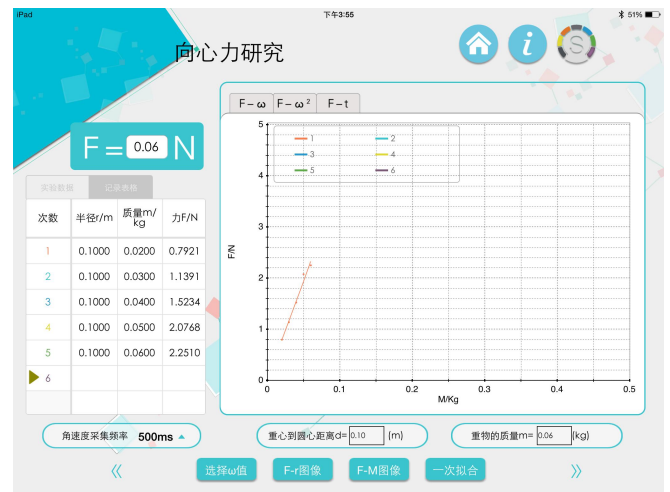 iPad 下午3:55 51%
向心力研究
i S
F = 0.06 N
F – ω F – ω² F – t
实验数据 记录表格
次数 半径r/m 质量m/kg 力F/N
1 0.1000 0.0200 0.7921
2 0.1000 0.0300 1.1391
3 0.1000 0.0400 1.5234
4 0.1000 0.0500 2.0768
5 0.1000 0.0600 2.2510
6
1 2
3 4
5 6
F/N
5
4
3
2
1
0
0 0.1 0.2 0.3 0.4 0.5
M/Kg
角速度采集频率 500ms
重心到圆心距离d= 0.10 (m)
重物的质量m= 0.06 (kg)
《 选择ω值 F-r图像 F-M图像 一次拟合 》